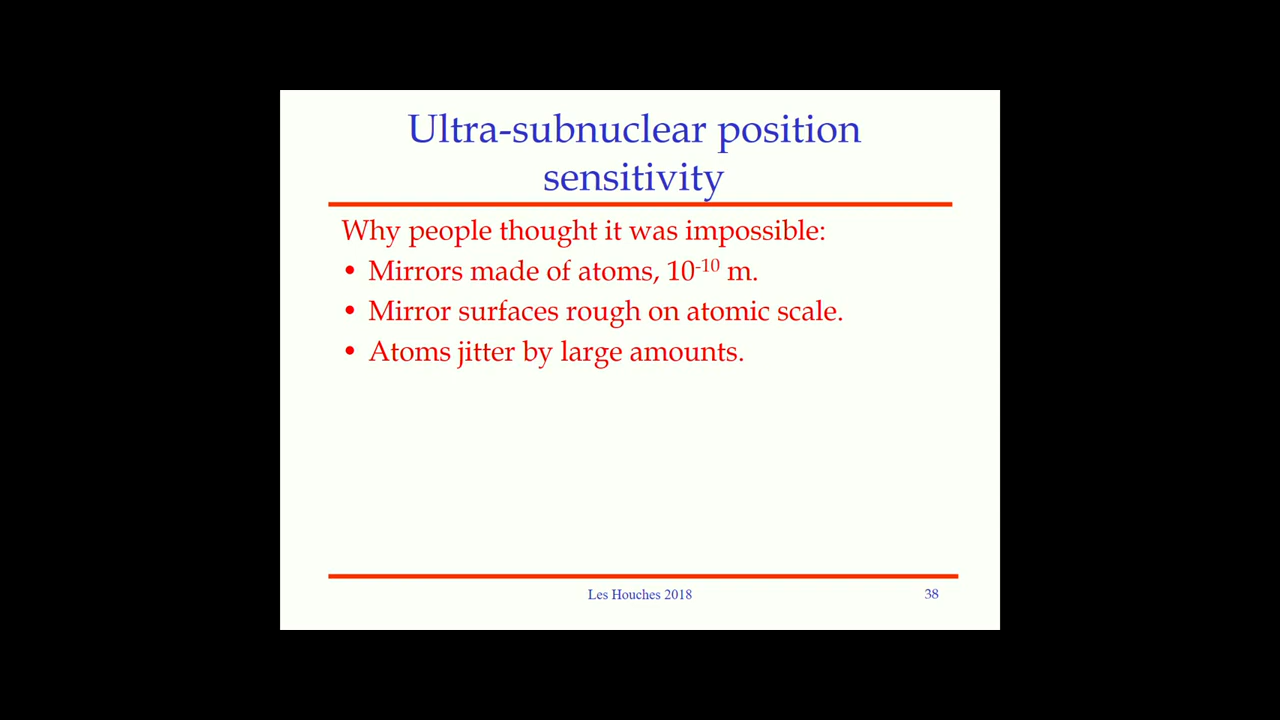 Ultra-subnuclear position
sensitivity
Why people thought it was impossible:
• Mirrors made of atoms, 10⁻¹⁰ m.
• Mirror surfaces rough on atomic scale.
• Atoms jitter by large amounts.
Les Houches 2018
38